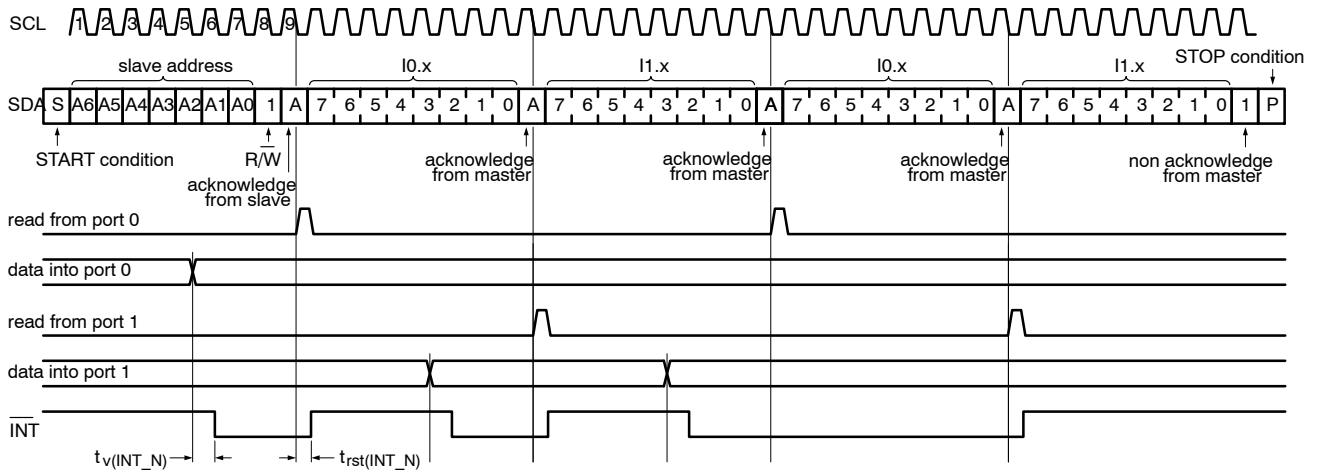 SCL 1 2 3 4 5 6 7 8 9
STOP condition
slave address I0.x I1.x I0.x I1.x
SDA S A6 A5 A4 A3 A2 A1 A0 1 A 7 6 5 4 3 2 1 0 A 7 6 5 4 3 2 1 0 A 7 6 5 4 3 2 1 0 A 7 6 5 4 3 2 1 0 1 P
START condition R/W
acknowledge from slave
acknowledge from master
acknowledge from master
acknowledge from master
non acknowledge from master
read from port 0
data into port 0
read from port 1
data into port 1
INT
tv(INT_N) trst(INT_N)